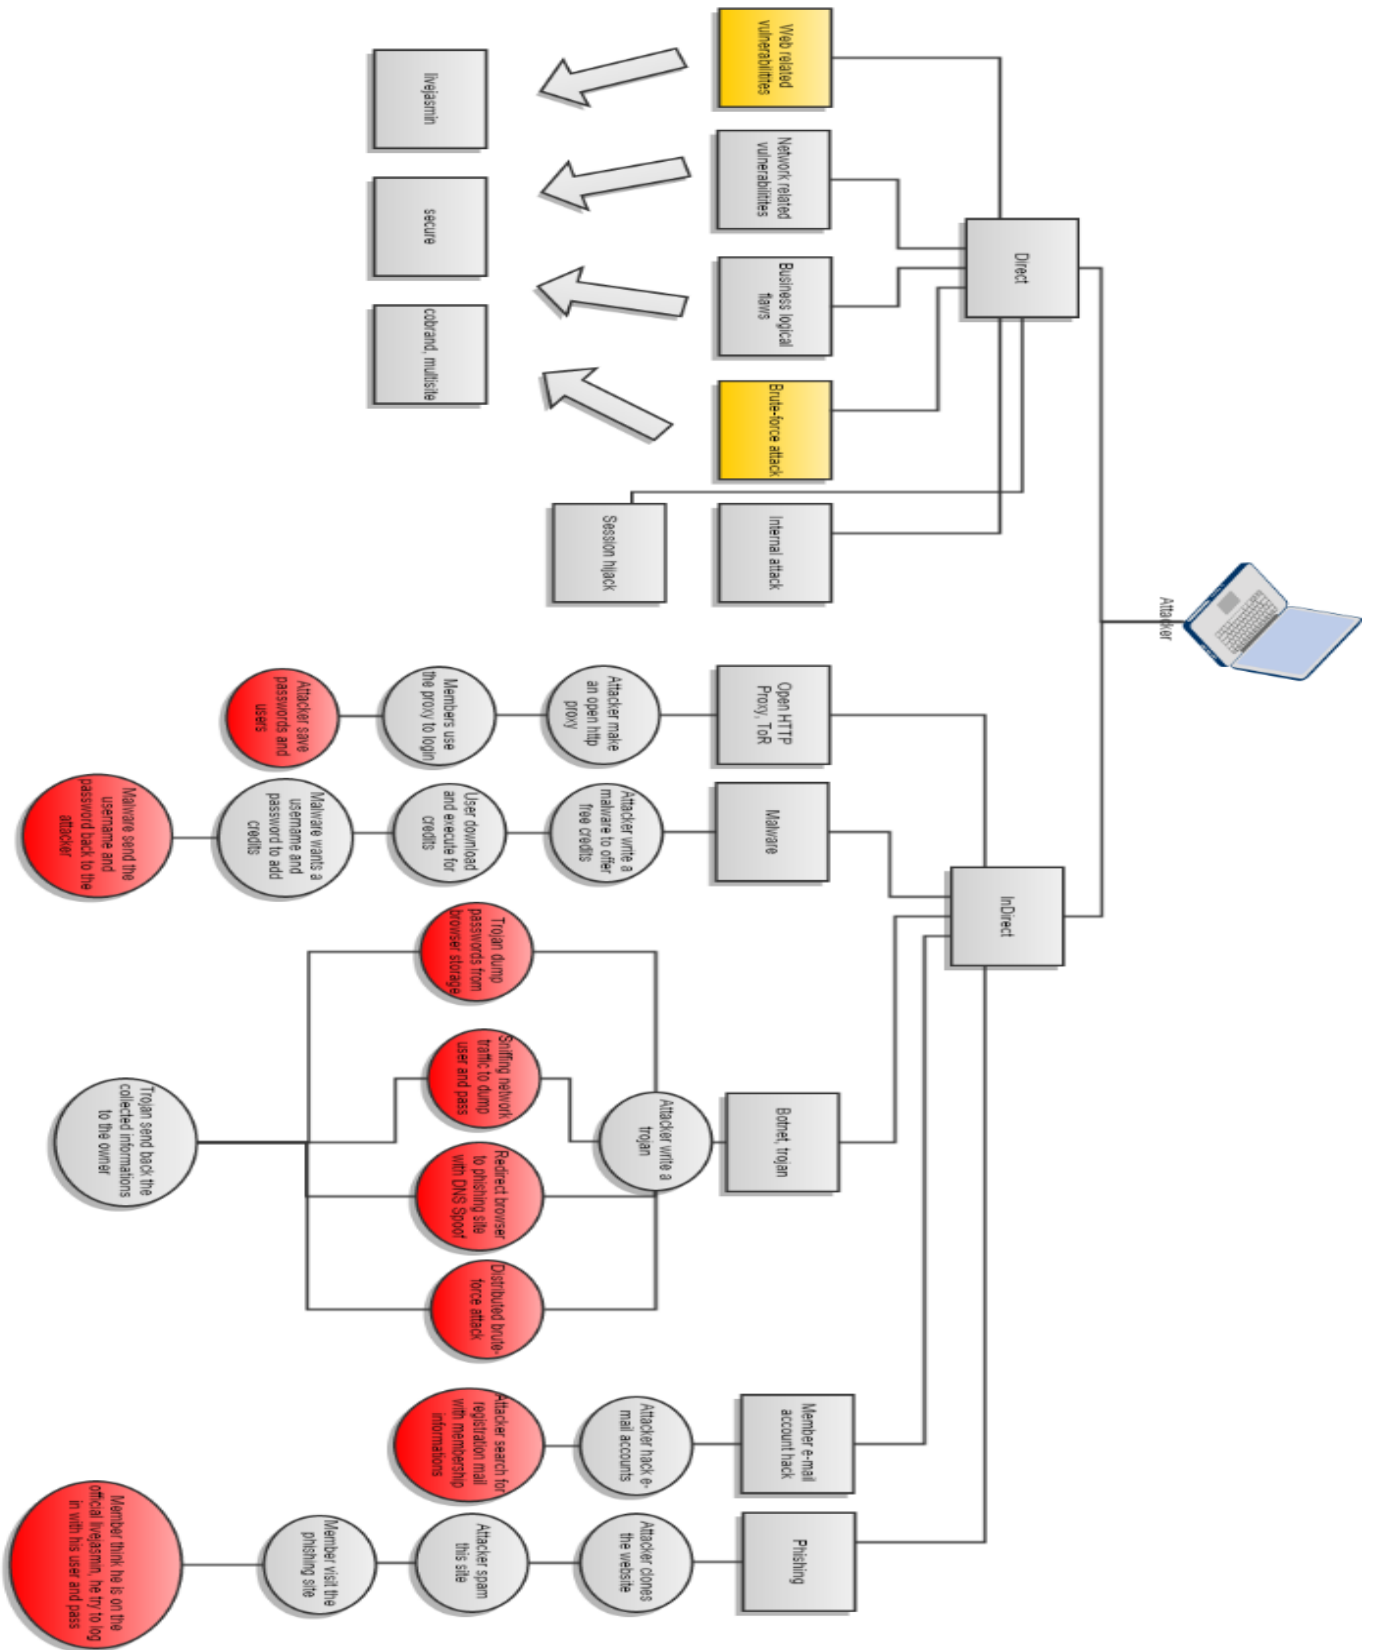 Attacker
Direct
InDirect
Web related
vulnerabilitites
Network related
vulnerabilitites
Business logical
flaws
Brute-force attack
Internal attack
Session hijack
livejasmin
secure
cobrand, multisite
Open HTTP
Proxy, ToR
Attacker make
an open http
proxy
Members use
the proxy to login
Attacker save
passwords and
users
Malware
Attacker write a
malware to offer
free credits
User download
and execute for
credits
Malware wants a
username and
password to add
credits
Malware send the
username and
password back to the
attacker
Botnet, trojan
Attacker write a
trojan
Trojan dump
passwords from
browser storage
Sniffing network
traffic to dump
user and pass
Redirect browser
to phishing site
with DNS Spoof
Distributed brute-
force attack
Trojan send back the
collected informations
to the owner
Member e-mail
account hack
Attacker hack e-
mail accounts
Attacker search for
registration mail
with membership
informations
Phishing
Attacker clones
the website
Attacker spam
this site
Member visit the
phishing site
Member think he is on the
official livejasmin, he try to log
in with his user and pass